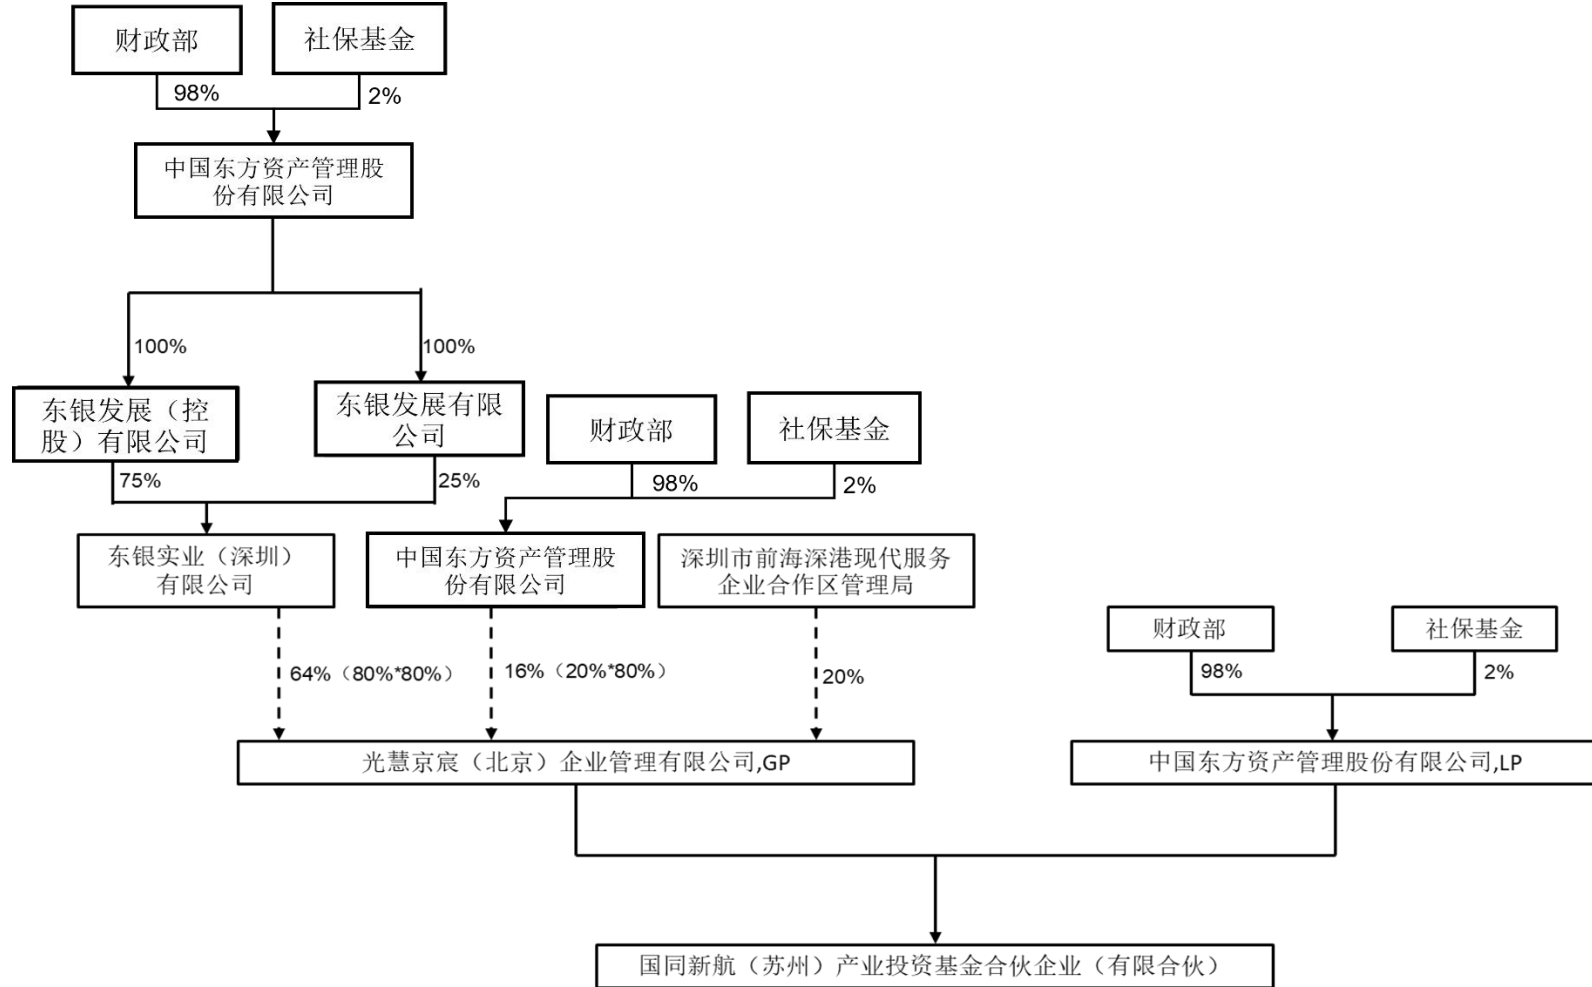 财政部
社保基金
98%
2%
中国东方资产管理股
份有限公司
100%
100%
东银发展（控
股）有限公司
东银发展有限
公司
财政部
社保基金
75%
25%
98%
2%
东银实业（深圳）
有限公司
中国东方资产管理股
份有限公司
深圳市前海深港现代服务
企业合作区管理局
财政部
社保基金
64%（80%*80%）
16%（20%*80%）
20%
98%
2%
光慧京宸（北京）企业管理有限公司,GP
中国东方资产管理股份有限公司,LP
国同新航（苏州）产业投资基金合伙企业（有限合伙）